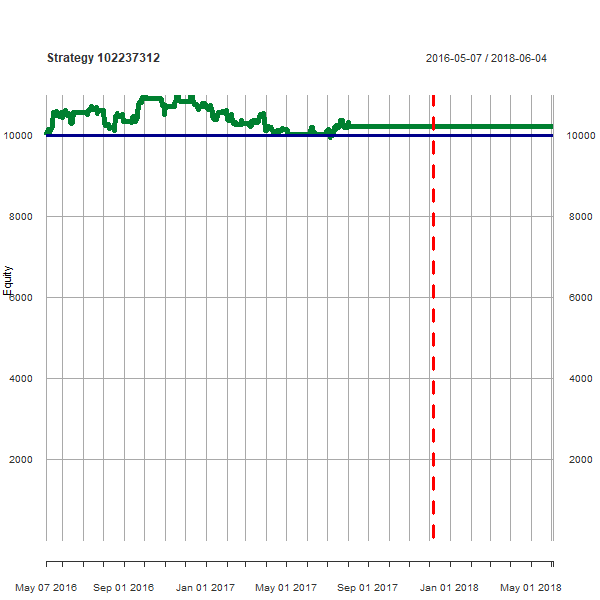 Strategy 102237312
2016-05-07 / 2018-06-04
10000
10000
8000
8000
Equity
6000
6000
4000
4000
2000
2000
May 07 2016
Sep 01 2016
Jan 01 2017
May 01 2017
Sep 01 2017
Jan 01 2018
May 01 2018